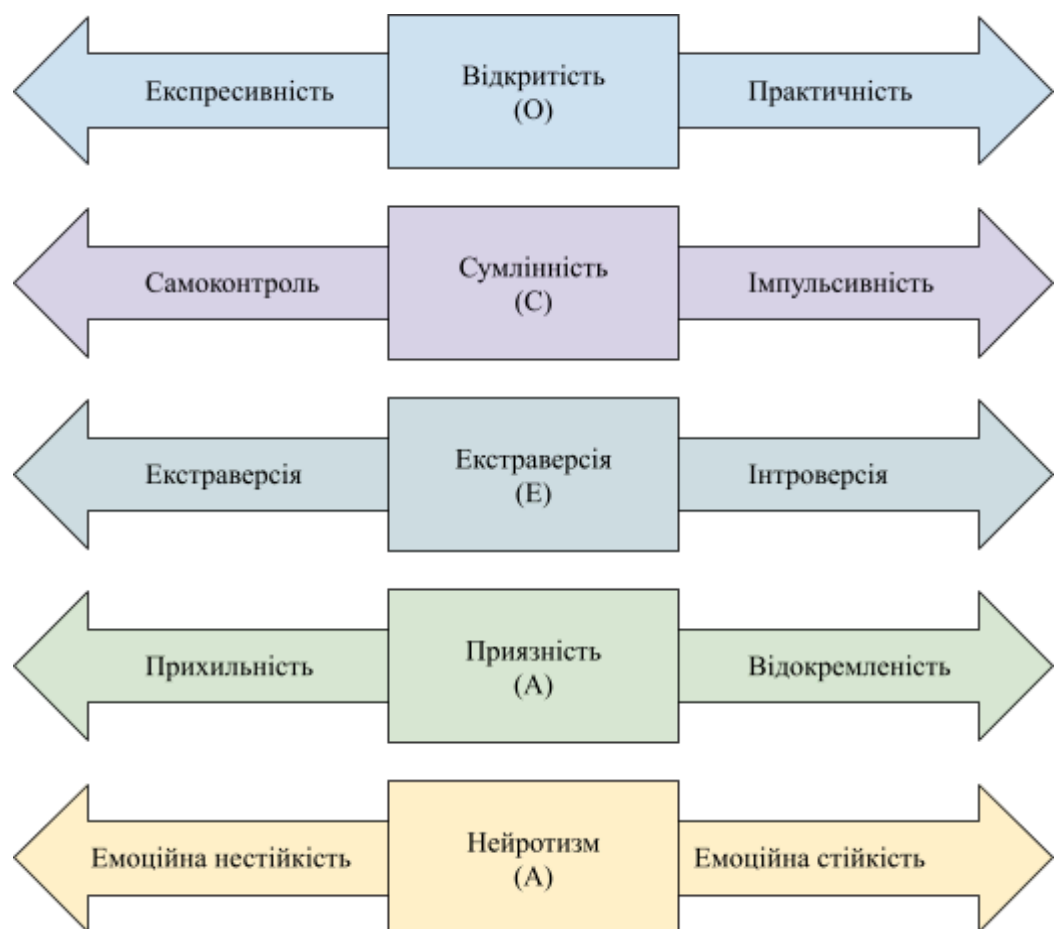 Експресивність
Відкритість
(O)
Практичність
Самоконтроль
Сумлінність
(C)
Імпульсивність
Екстраверсія
Екстраверсія
(E)
Інтроверсія
Прихильність
Приязність
(A)
Відокремленість
Емоційна нестійкість
Нейротизм
(A)
Емоційна стійкість